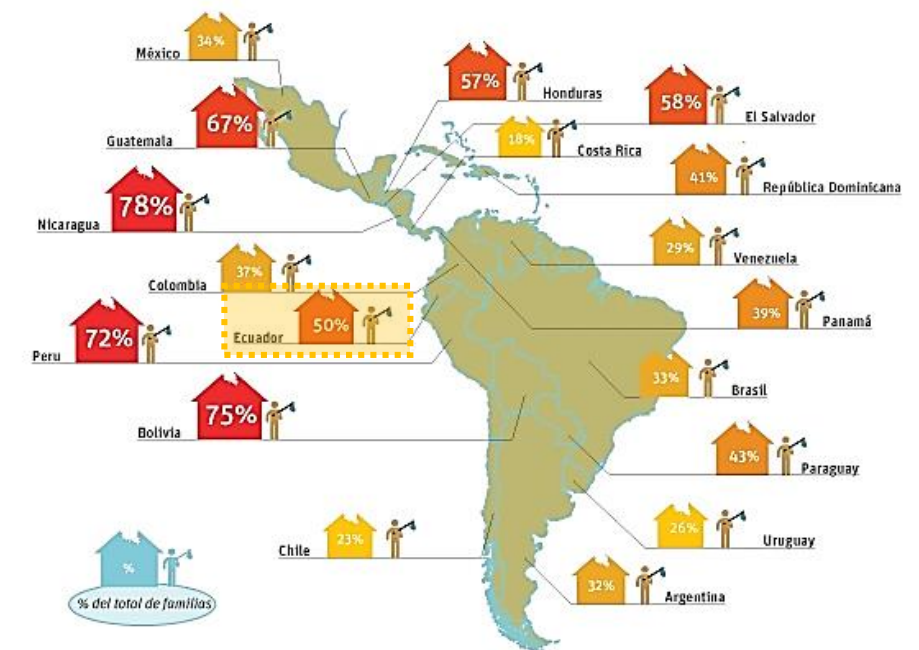 34%
México
57%
Honduras
58%
El Salvador
67%
Guatemala
18%
Costa Rica
41%
República Dominicana
78%
Nicaragua
29%
Venezuela
37%
Colombia
39%
Panamá
50%
Ecuador
72%
Peru
33%
Brasil
75%
Bolivia
43%
Paraguay
23%
Chile
26%
Uruguay
32%
Argentina
%
% del total de familias